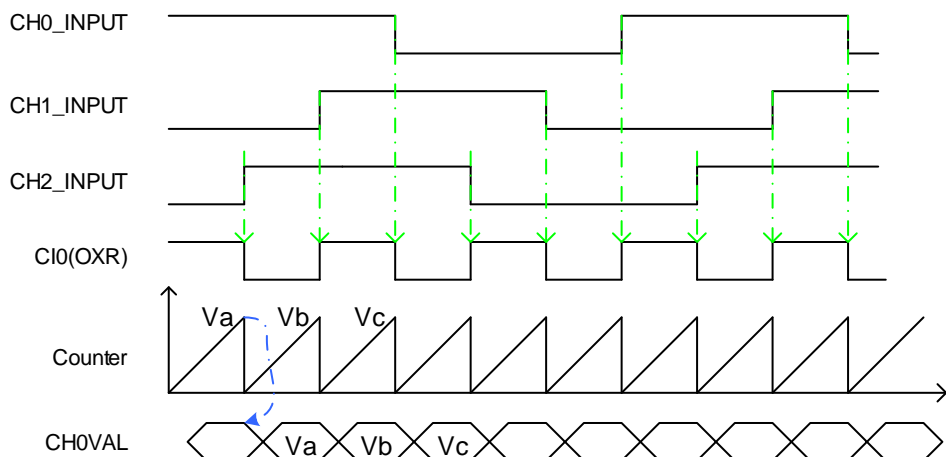 CH0_INPUT
CH1_INPUT
CH2_INPUT
CI0(OXR)
Va Vb Vc
Counter
CH0VAL Va Vb Vc